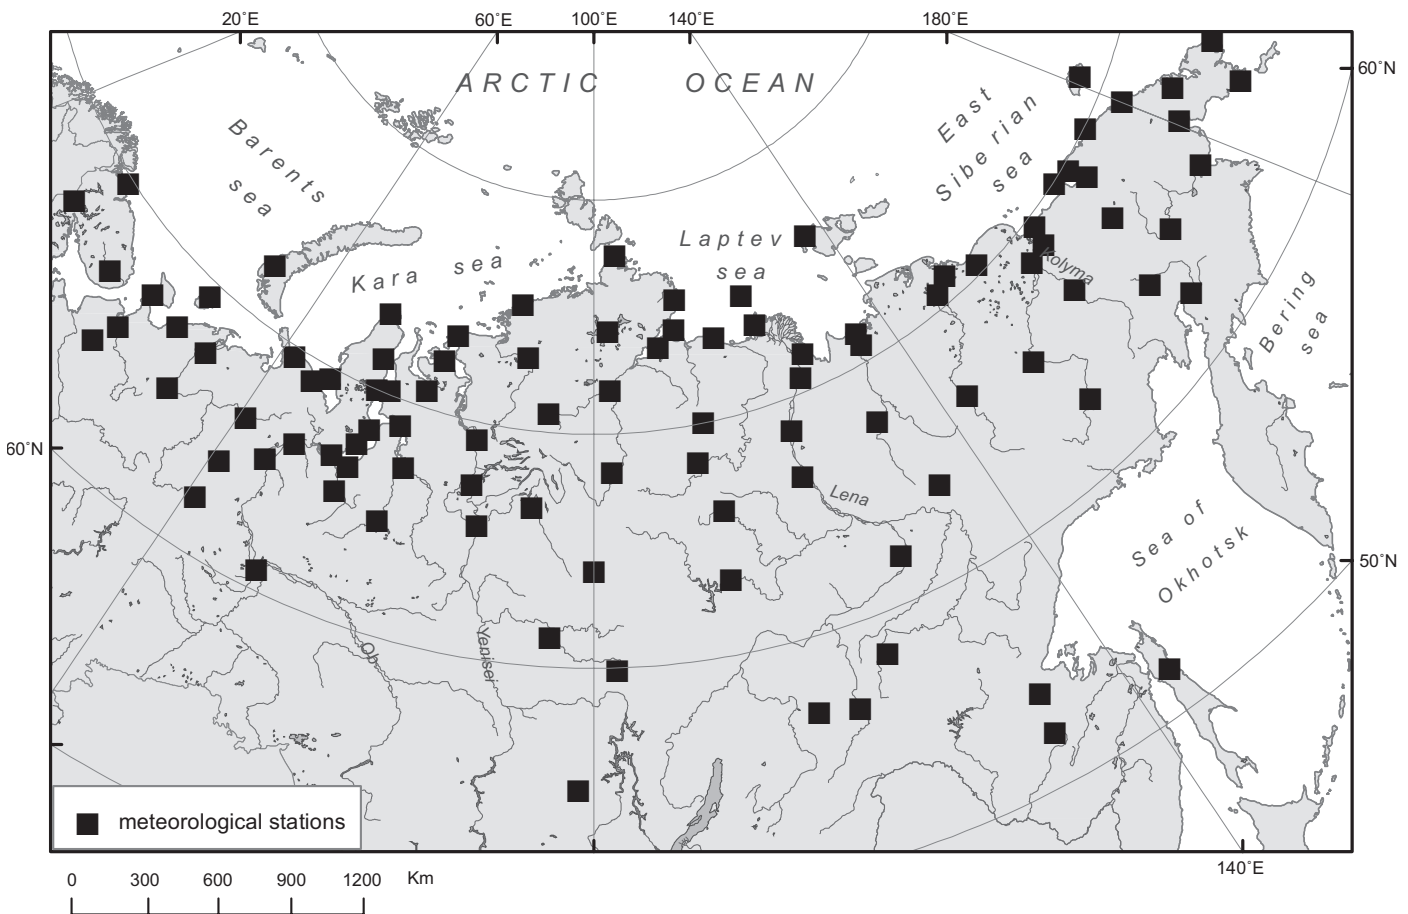 20°E 60°E 100°E 140°E 180°E
60°N
ARCTIC OCEAN
East
Siberian
sea
Barents
sea
Laptev
sea
Kara sea
Kolyma
Bering
sea
60°N
Lena
Sea of
Okhotsk
50°N
Ob
Yenisei
meteorological stations
140°E
0 300 600 900 1200 Km